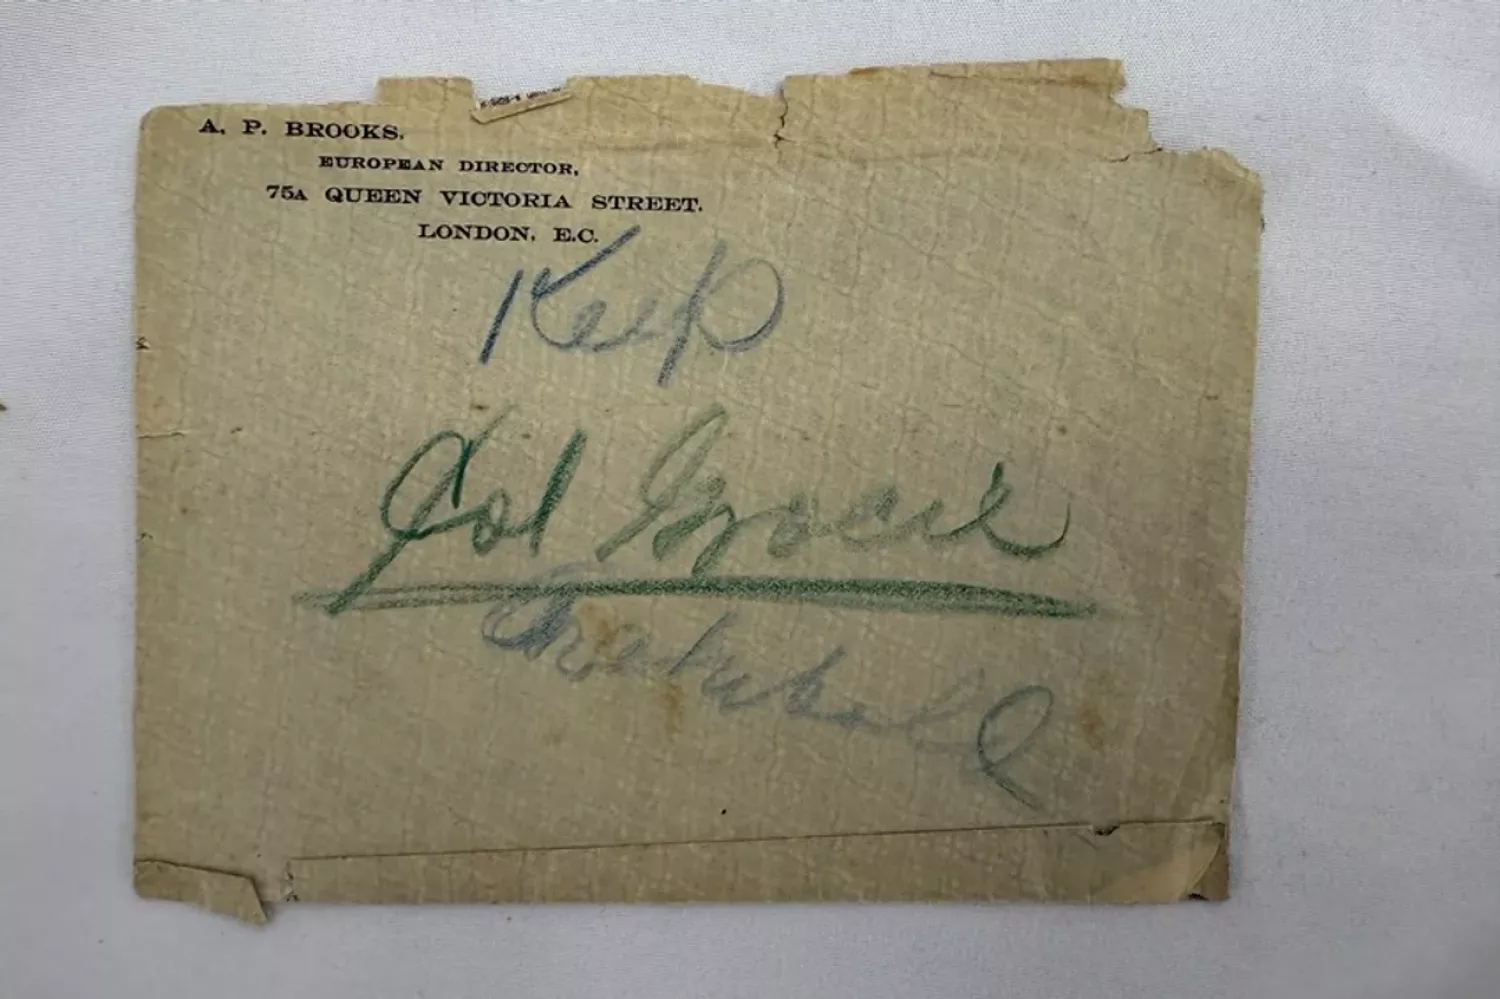 A. P. BROOKS.
EUROPEAN DIRECTOR,
75A QUEEN VICTORIA STREET.
LONDON. E.C.
Keep
Col Gracie